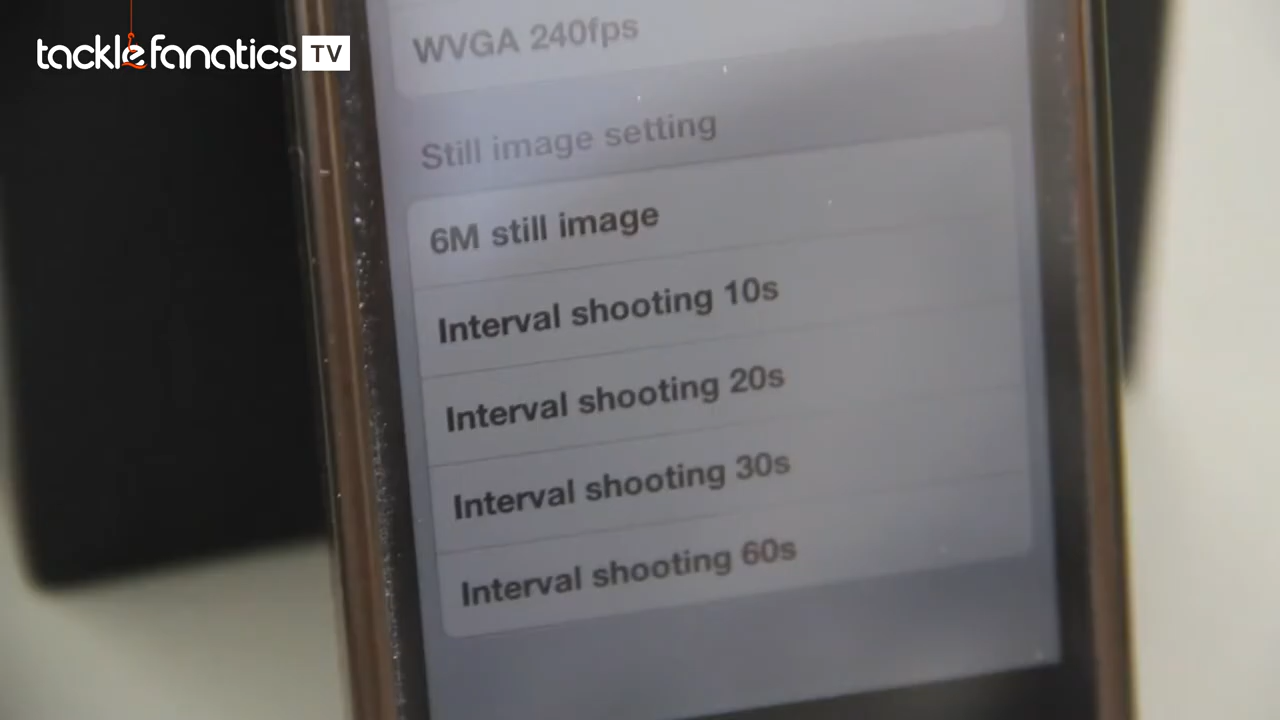 tacklefanatics TV
WVGA 240fps
Still image setting
6M still image
Interval shooting 10s
Interval shooting 20s
Interval shooting 30s
Interval shooting 60s